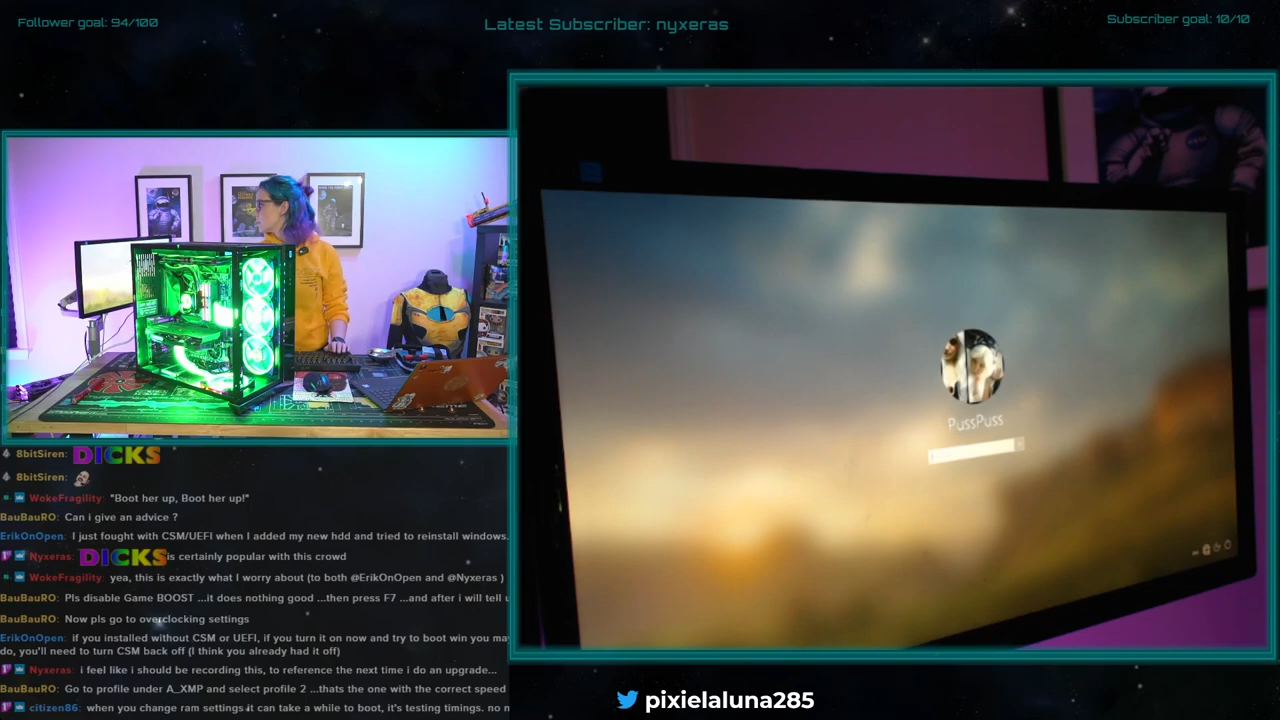 Follower goal: 94/100
Latest Subscriber: nyxeras
Subscriber goal: 10/10
PussPuss
8bitSiren: DICKS
8bitSiren:
WokeFragility: "Boot her up, Boot her up!"
BauBauRO: Can i give an advice ?
ErikOnOpen: I just fought with CSM/UEFI when I added my new hdd and tried to reinstall windows.
Nyxeras: DICKS is certainly popular with this crowd
WokeFragility: yea, this is exactly what I worry about (to both @ErikOnOpen and @Nyxeras )
BauBauRO: Pls disable Game BOOST ...it does nothing good ...then press F7 ...and after i will tell u
BauBauRO: Now pls go to overclocking settings
ErikOnOpen: if you installed without CSM or UEFI, if you turn it on now and try to boot win you may
do, you'll need to turn CSM back off (I think you already had it off)
Nyxeras: i feel like i should be recording this, to reference the next time i do an upgrade...
BauBauRO: Go to profile under A_XMP and select profile 2 ...thats the one with the correct speed
citizen86: when you change ram settings it can take a while to boot, it's testing timings. no n
pixielaluna285